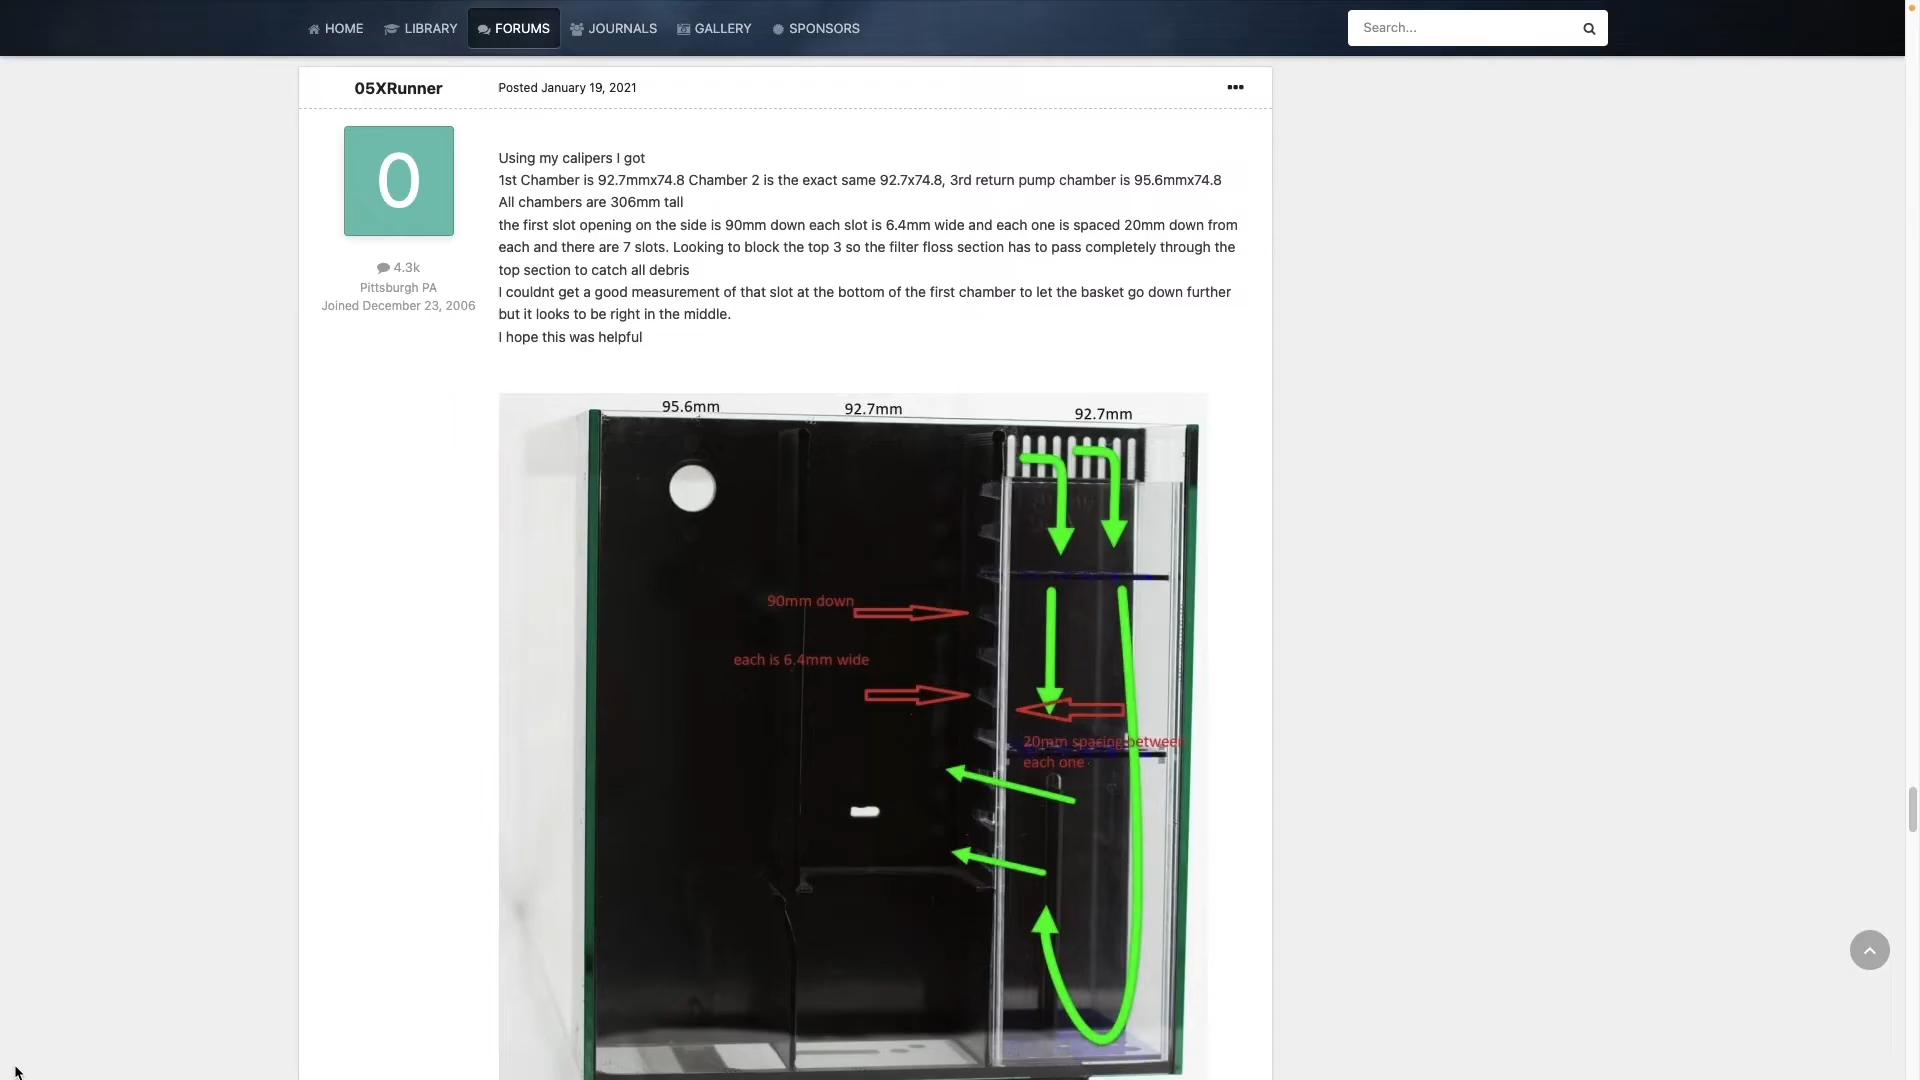 HOME LIBRARY FORUMS JOURNALS GALLERY SPONSORS Search...
05XRunner Posted January 19, 2021
0
4.3k
Pittsburgh PA
Joined December 23, 2006
Using my calipers I got
1st Chamber is 92.7mmx74.8 Chamber 2 is the exact same 92.7x74.8, 3rd return pump chamber is 95.6mmx74.8
All chambers are 306mm tall
the first slot opening on the side is 90mm down each slot is 6.4mm wide and each one is spaced 20mm down from
each and there are 7 slots. Looking to block the top 3 so the filter floss section has to pass completely through the
top section to catch all debris
I couldnt get a good measurement of that slot at the bottom of the first chamber to let the basket go down further
but it looks to be right in the middle.
I hope this was helpful
95.6mm 92.7mm 92.7mm
90mm down
each is 6.4mm wide
20mm spacing between
each one